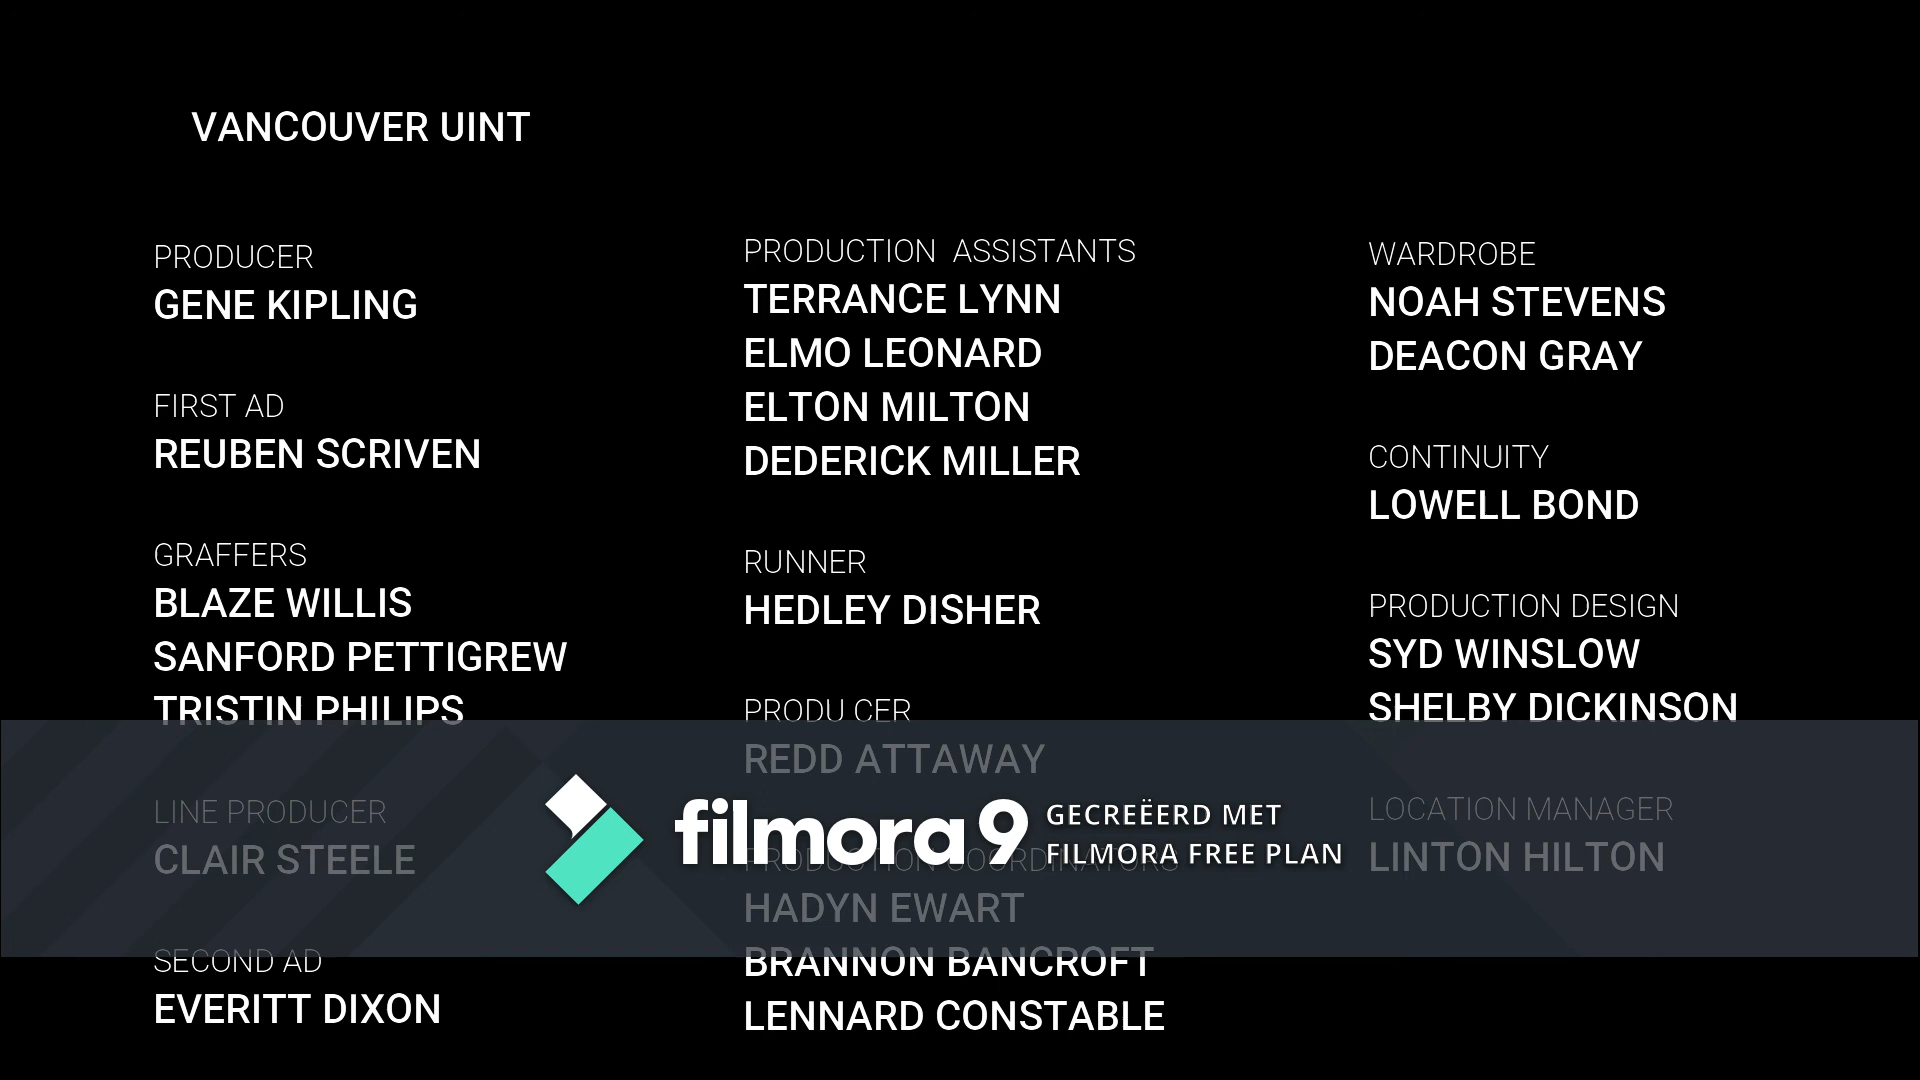 VANCOUVER UINT
PRODUCER
GENE KIPLING
FIRST AD
REUBEN SCRIVEN
GRAFFERS
BLAZE WILLIS
SANFORD PETTIGREW
TRISTIN PHILIPS
LINE PRODUCER
CLAIR STEELE
SECOND AD
EVERITT DIXON
PRODUCTION  ASSISTANTS
TERRANCE LYNN
ELMO LEONARD
ELTON MILTON
DEDERICK MILLER
RUNNER
HEDLEY DISHER
PRODU CER
REDD ATTAWAY
PRODUCTION COORDINATORS
HADYN EWART
BRANNON BANCROFT
LENNARD CONSTABLE
WARDROBE
NOAH STEVENS
DEACON GRAY
CONTINUITY
LOWELL BOND
PRODUCTION DESIGN
SYD WINSLOW
SHELBY DICKINSON
LOCATION MANAGER
LINTON HILTON
filmora9
GECREËERD MET
FILMORA FREE PLAN